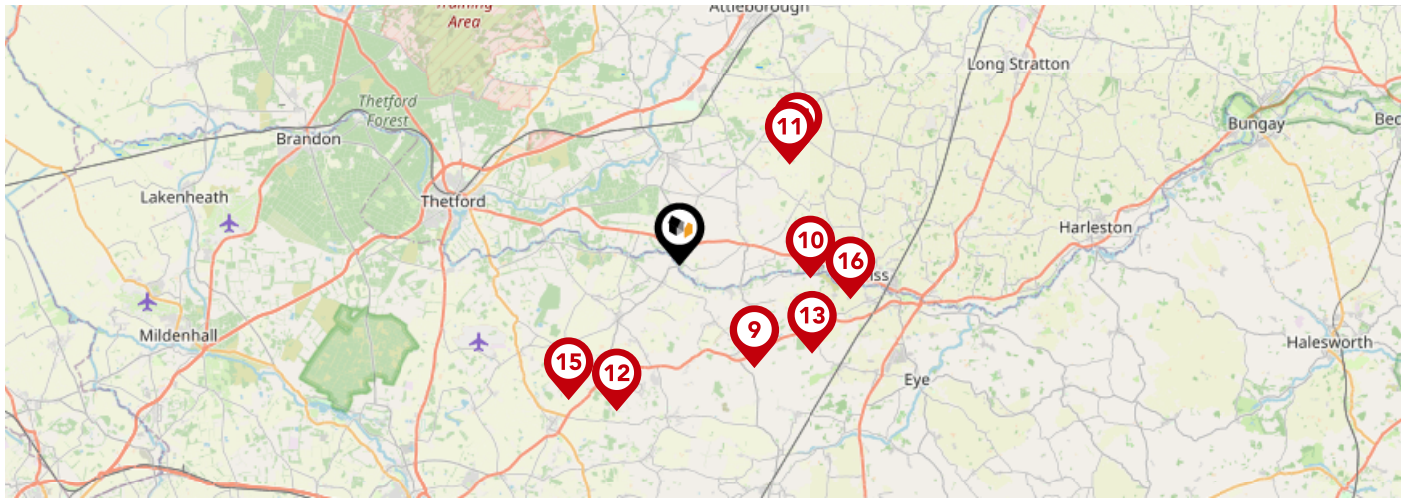 Training
Area
Attleborough
Long Stratton
Thetford
Forest
Brandon
11
Bungay
Lakenheath
Thetford
Harleston
10
16
Mildenhall
9
13
Halesworth
15
12
Eye